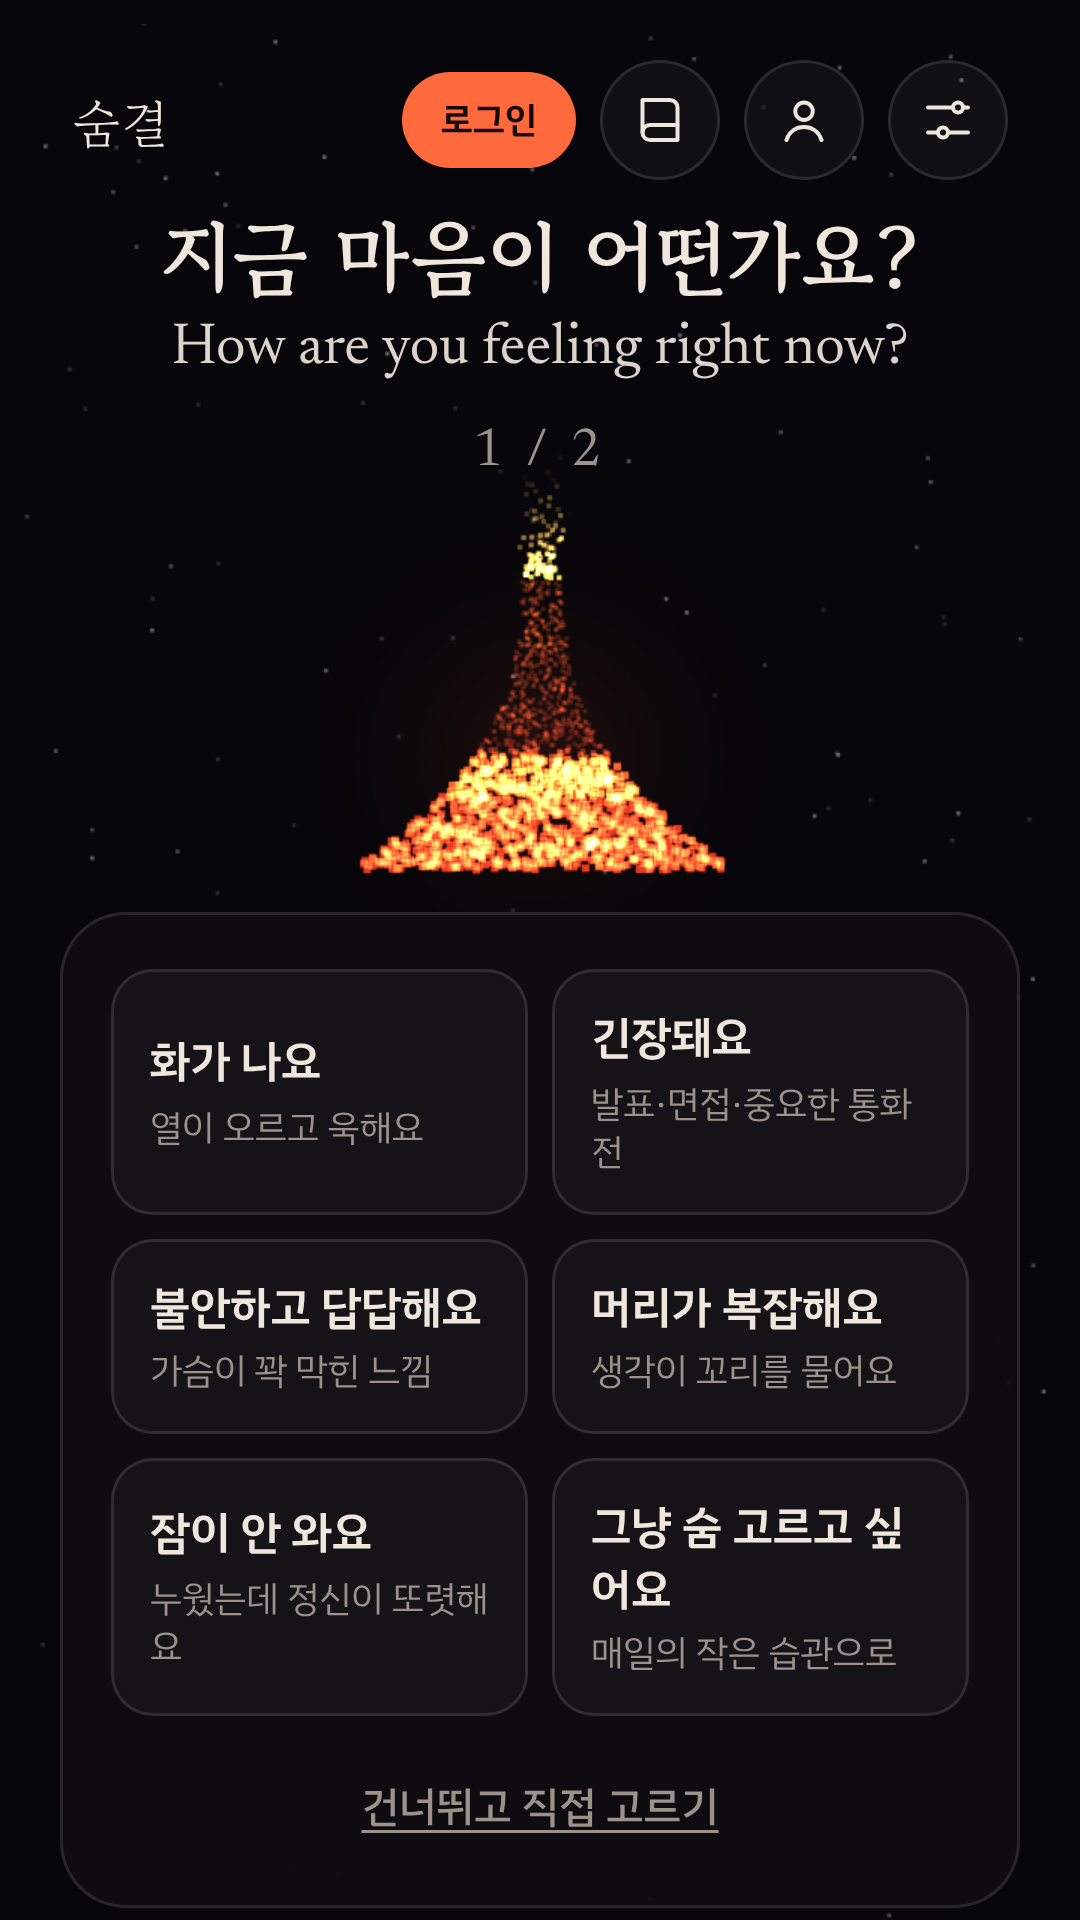 숨결
로그인
지금 마음이 어떤가요?
How are you feeling right now?
1 / 2
화가 나요
열이 오르고 욱해요
긴장돼요
발표·면접·중요한 통화
전
불안하고 답답해요
가슴이 꽉 막힌 느낌
머리가 복잡해요
생각이 꼬리를 물어요
잠이 안 와요
누웠는데 정신이 또렷해
요
그냥 숨 고르고 싶
어요
매일의 작은 습관으로
건너뛰고 직접 고르기